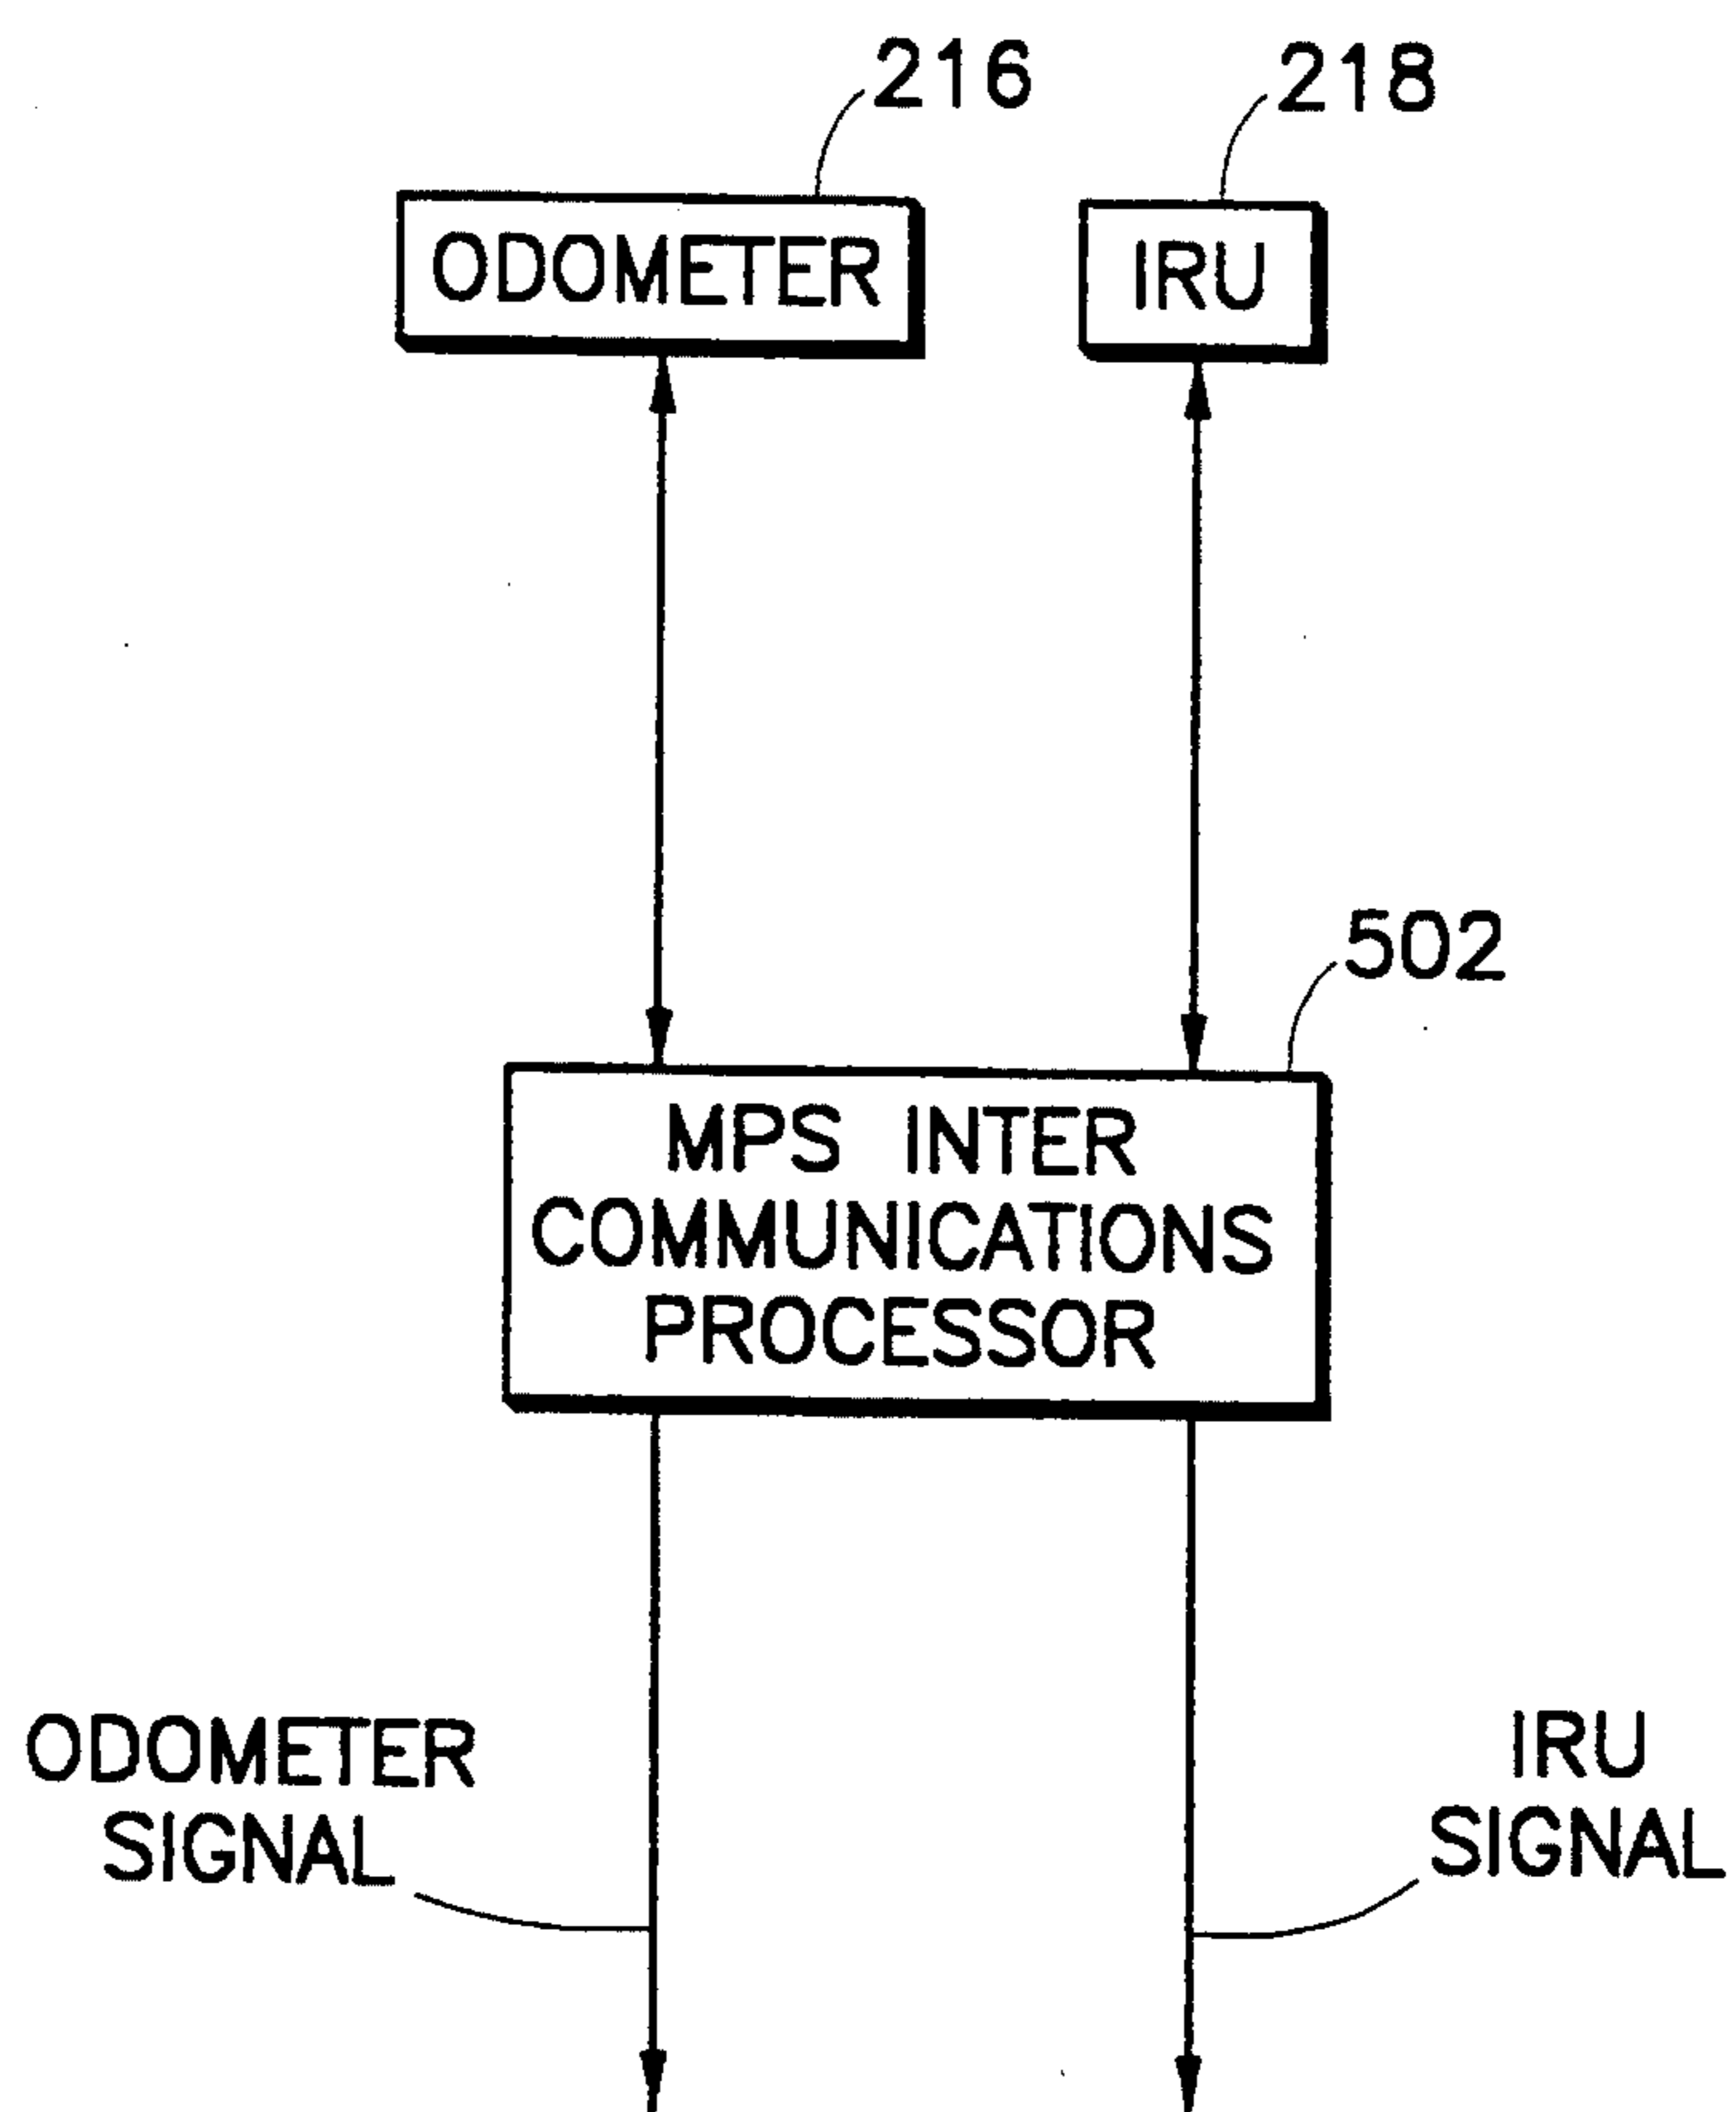 216
218
ODOMETER
IRU
502
MPS INTER
COMMUNICATIONS
PROCESSOR
ODOMETER
SIGNAL
IRU
SIGNAL